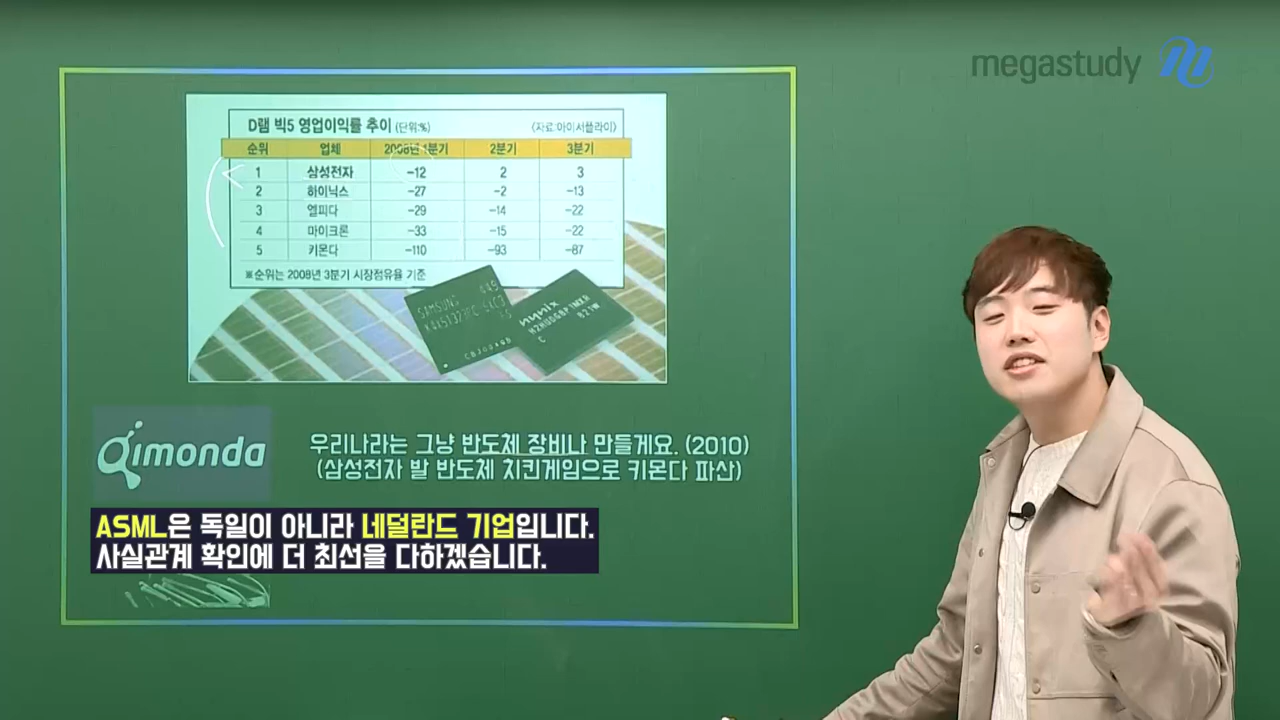 megastudy
D램 빅5 영업이익률 추이 (단위:%) 〈자료:아이서플라이〉
순위 업체 2008년 1분기 2분기 3분기
1 삼성전자 -12 2 3
2 하이닉스 -27 -2 -13
3 엘피다 -29 -14 -22
4 마이크론 -33 -15 -22
5 키몬다 -110 -93 -87
※순위는 2008년 3분기 시장점유율 기준
SAMSUNG
hynix
Qimonda
우리나라는 그냥 반도체 장비나 만들게요. (2010)
(삼성전자 발 반도체 치킨게임으로 키몬다 파산)
ASML은 독일이 아니라 네덜란드 기업입니다.
사실관계 확인에 더 최선을 다하겠습니다.